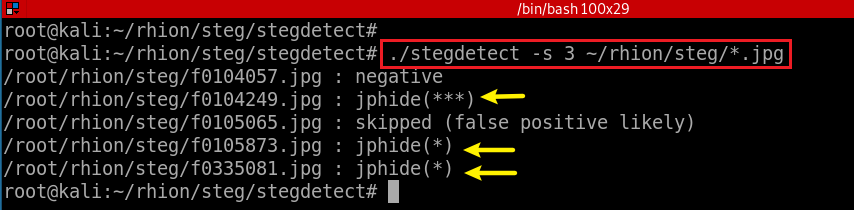 /bin/bash 100x29
root@kali:~/rhion/steg/stegdetect#
root@kali:~/rhion/steg/stegdetect# ./stegdetect -s 3 ~/rhion/steg/*.jpg
/root/rhion/steg/f0104057.jpg : negative
/root/rhion/steg/f0104249.jpg : jphide(***)
/root/rhion/steg/f0105065.jpg : skipped (false positive likely)
/root/rhion/steg/f0105873.jpg : jphide(*)
/root/rhion/steg/f0335081.jpg : jphide(*)
root@kali:~/rhion/steg/stegdetect#